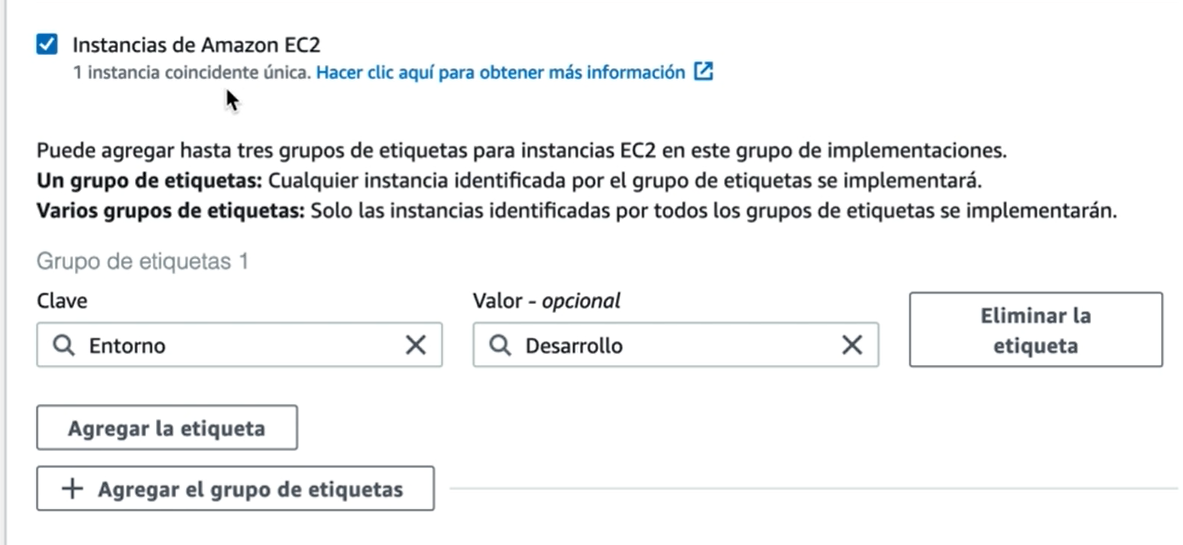 Instancias de Amazon EC2
1 instancia coincidente única. Hacer clic aquí para obtener más información
Puede agregar hasta tres grupos de etiquetas para instancias EC2 en este grupo de implementaciones.
Un grupo de etiquetas: Cualquier instancia identificada por el grupo de etiquetas se implementará.
Varios grupos de etiquetas: Solo las instancias identificadas por todos los grupos de etiquetas se implementarán.
Grupo de etiquetas 1
Clave
Valor - opcional
Entorno
Desarrollo
Eliminar la
etiqueta
Agregar la etiqueta
Agregar el grupo de etiquetas